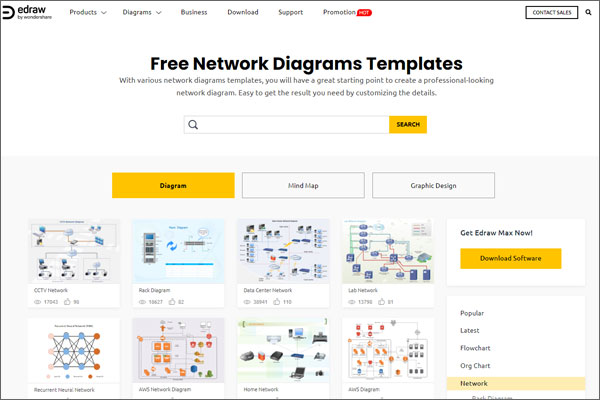 edraw
by wondershare
Products Diagrams Business Download Support Promotion HOT
CONTACT SALES
Free Network Diagrams Templates
With various network diagrams templates, you will have a great starting point to create a professional-looking
network diagram. Easy to get the result you need by customizing the details.
SEARCH
Diagram Mind Map Graphic Design
CCTV Network
17043 90
Rack Diagram
10627 82
Data Center Network
30941 110
Lab Network
13796 81
Get Edraw Max Now!
Download Software
Popular
Latest
Flowchart
Org Chart
Network
Rack Diagram
Recurrent Neural Network
AWS Network Diagram
Home Network
AWS Diagram